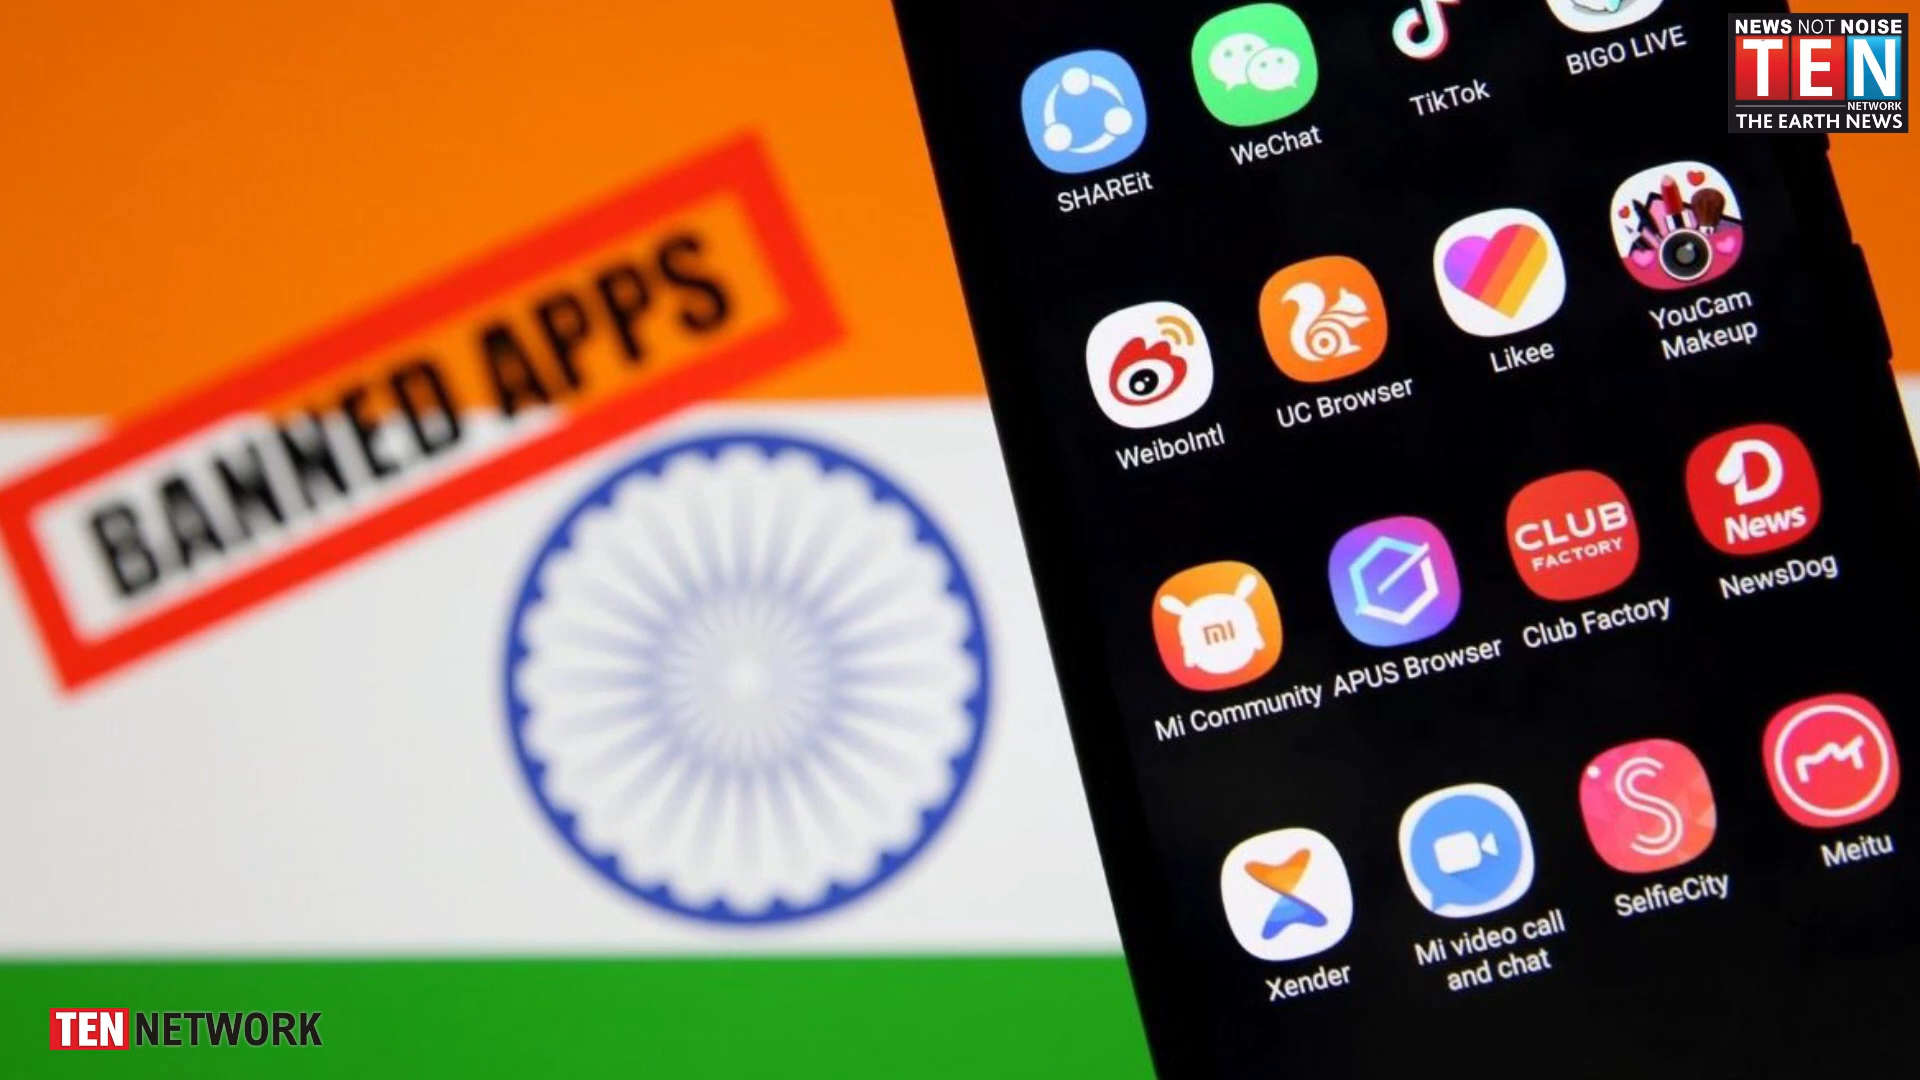 NEWS NOT NOISE
TEN
NETWORK
THE EARTH NEWS
BANNED APPS
SHAREit
WeChat
TikTok
BIGO LIVE
WeiboIntl
UC Browser
Likee
YouCam
Makeup
mi
Mi Community
APUS Browser
CLUB
FACTORY
Club Factory
News
NewsDog
Xender
Mi video call
and chat
SelfieCity
Meitu
TEN NETWORK